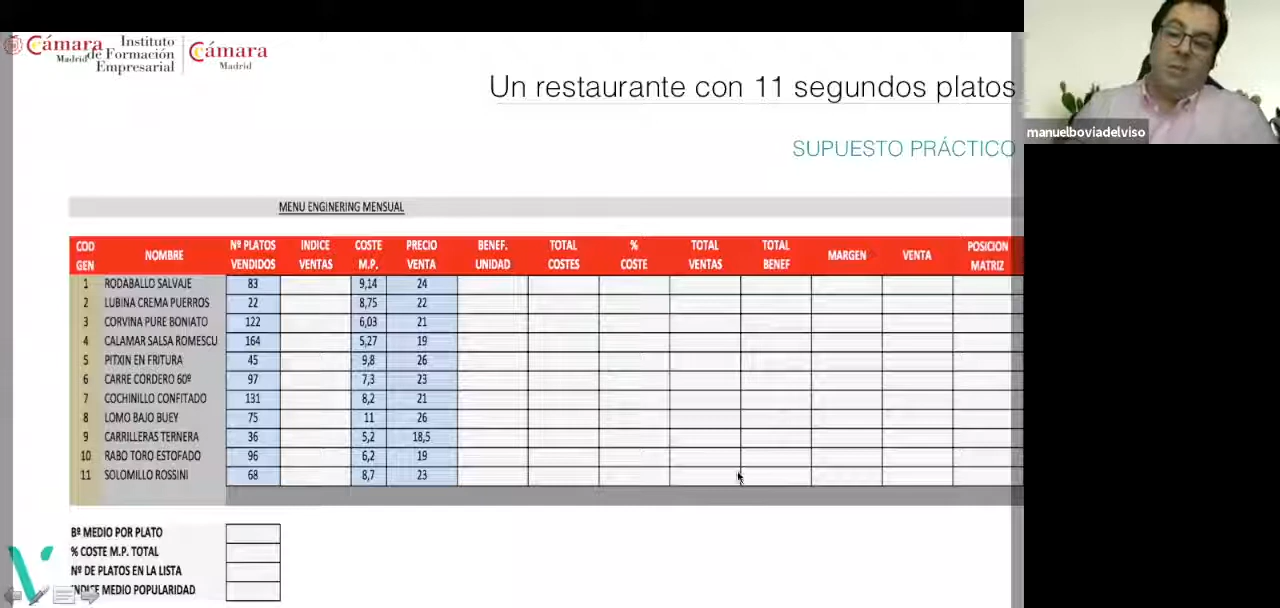 Cámara
Madrid
Instituto
de Formación
Empresarial
Cámara
Madrid
Un restaurante con 11 segundos platos
SUPUESTO PRÁCTICO
manuelboviadelviso
MENU ENGINERING MENSUAL
COD GEN NOMBRE Nº PLATOS VENDIDOS INDICE VENTAS COSTE M.P. PRECIO VENTA BENEF. UNIDAD TOTAL COSTES % COSTE TOTAL VENTAS TOTAL BENEF MARGEN VENTA POSICION MATRIZ
1 RODABALLO SALVAJE 83 9,14 24
2 LUBINA CREMA PUERROS 22 8,75 22
3 CORVINA PURE BONIATO 122 6,03 21
4 CALAMAR SALSA ROMESCU 164 5,27 19
5 PITXIN EN FRITURA 45 9,8 26
6 CARRE CORDERO 60º 97 7,3 23
7 COCHINILLO CONFITADO 131 8,2 21
8 LOMO BAJO BUEY 75 11 26
9 CARRILLERAS TERNERA 36 5,2 18,5
10 RABO TORO ESTOFADO 96 6,2 19
11 SOLOMILLO ROSSINI 68 8,7 23
Bº MEDIO POR PLATO
% COSTE M.P. TOTAL
Nº DE PLATOS EN LA LISTA
INDICE MEDIO POPULARIDAD